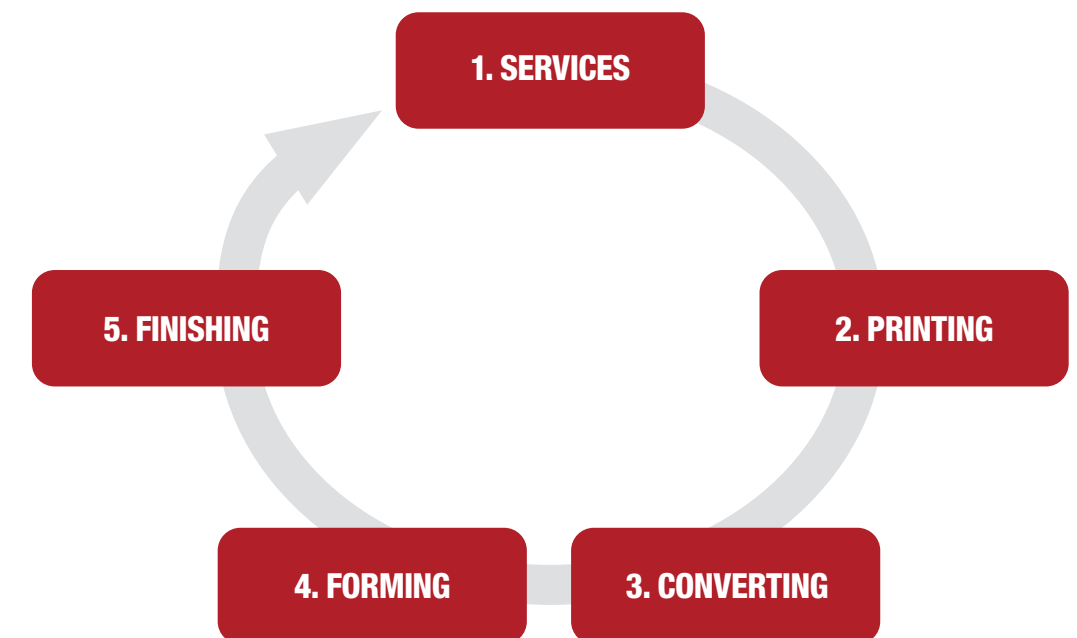 1. SERVICES
2. PRINTING
3. CONVERTING
4. FORMING
5. FINISHING